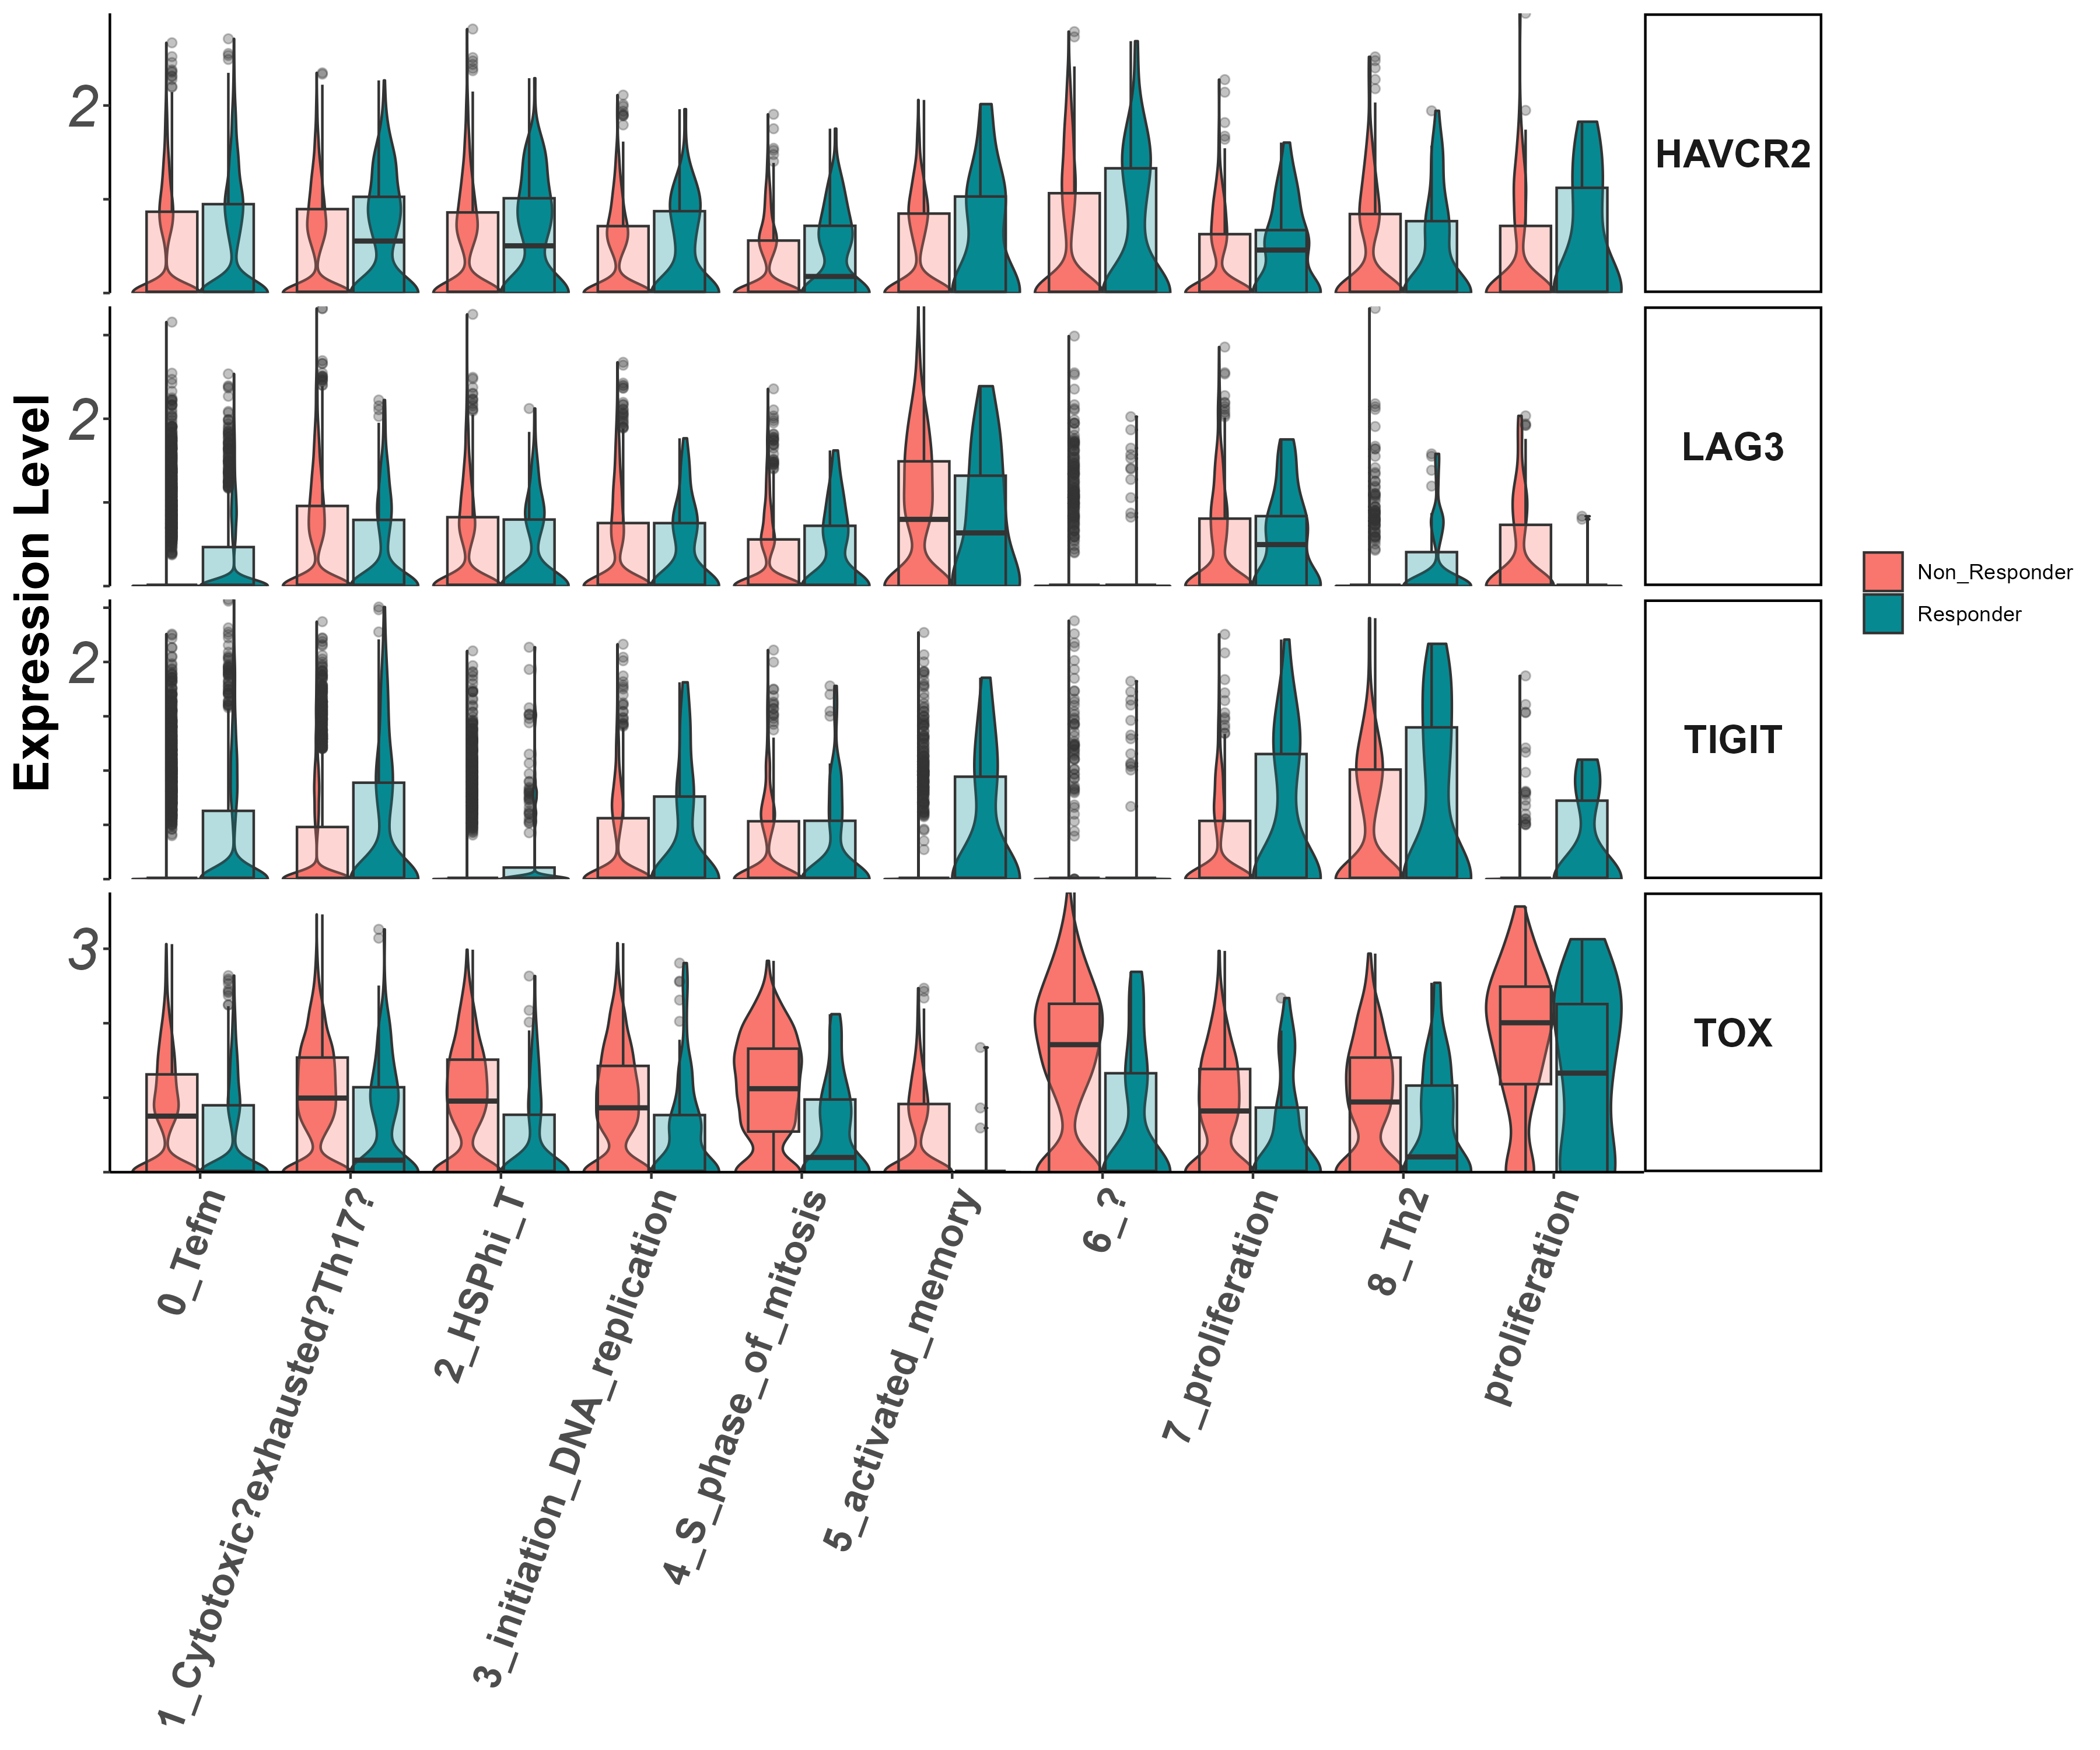 Expression Level
2
HAVCR2
2
LAG3
2
TIGIT
3
TOX
Non_Responder
Responder
0_Tefm
1_Cytotoxic?exhausted?Th17?
2_HSPhi_T
3_initiation_DNA_replication
4_S_phase_of_mitosis
5_activated_memory
6_?
7_proliferation
8_Th2
proliferation